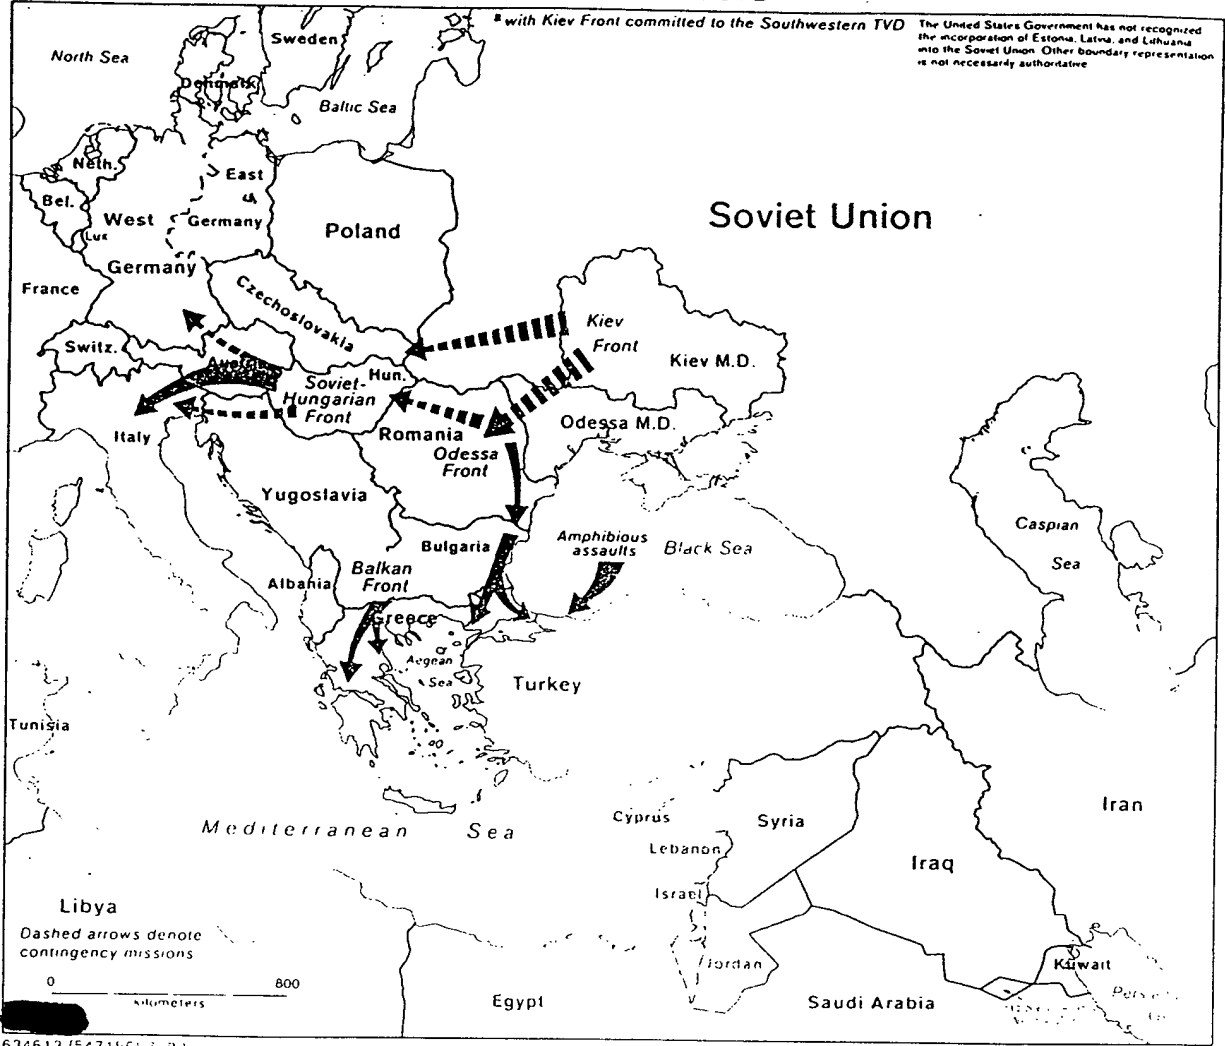 with Kiev Front committed to the Southwestern TVD
The United States Government has not recognized
the incorporation of Estonia, Latvia, and Lithuania
into the Soviet Union. Other boundary representation
is not necessarily authoritative
North Sea
Sweden
Denmark
Baltic Sea
Neth.
East
Germany
Bel.
West
Germany
Lux
Poland
Soviet Union
France
Czechoslovakia
Kiev
Front
Kiev M.D.
Switz.
Austria
Hun.
Soviet-
Hungarian
Front
Italy
Romania
Odessa
Front
Odessa M.D.
Yugoslavia
Caspian
Sea
Bulgaria
Amphibious
assaults
Black Sea
Albania
Balkan
Front
Greece
Aegean
Sea
Turkey
Tunisia
Mediterranean Sea
Cyprus
Syria
Iran
Lebanon
Iraq
Israel
Libya
Dashed arrows denote
contingency missions
0 800
kilometers
Jordan
Kuwait
Egypt
Saudi Arabia